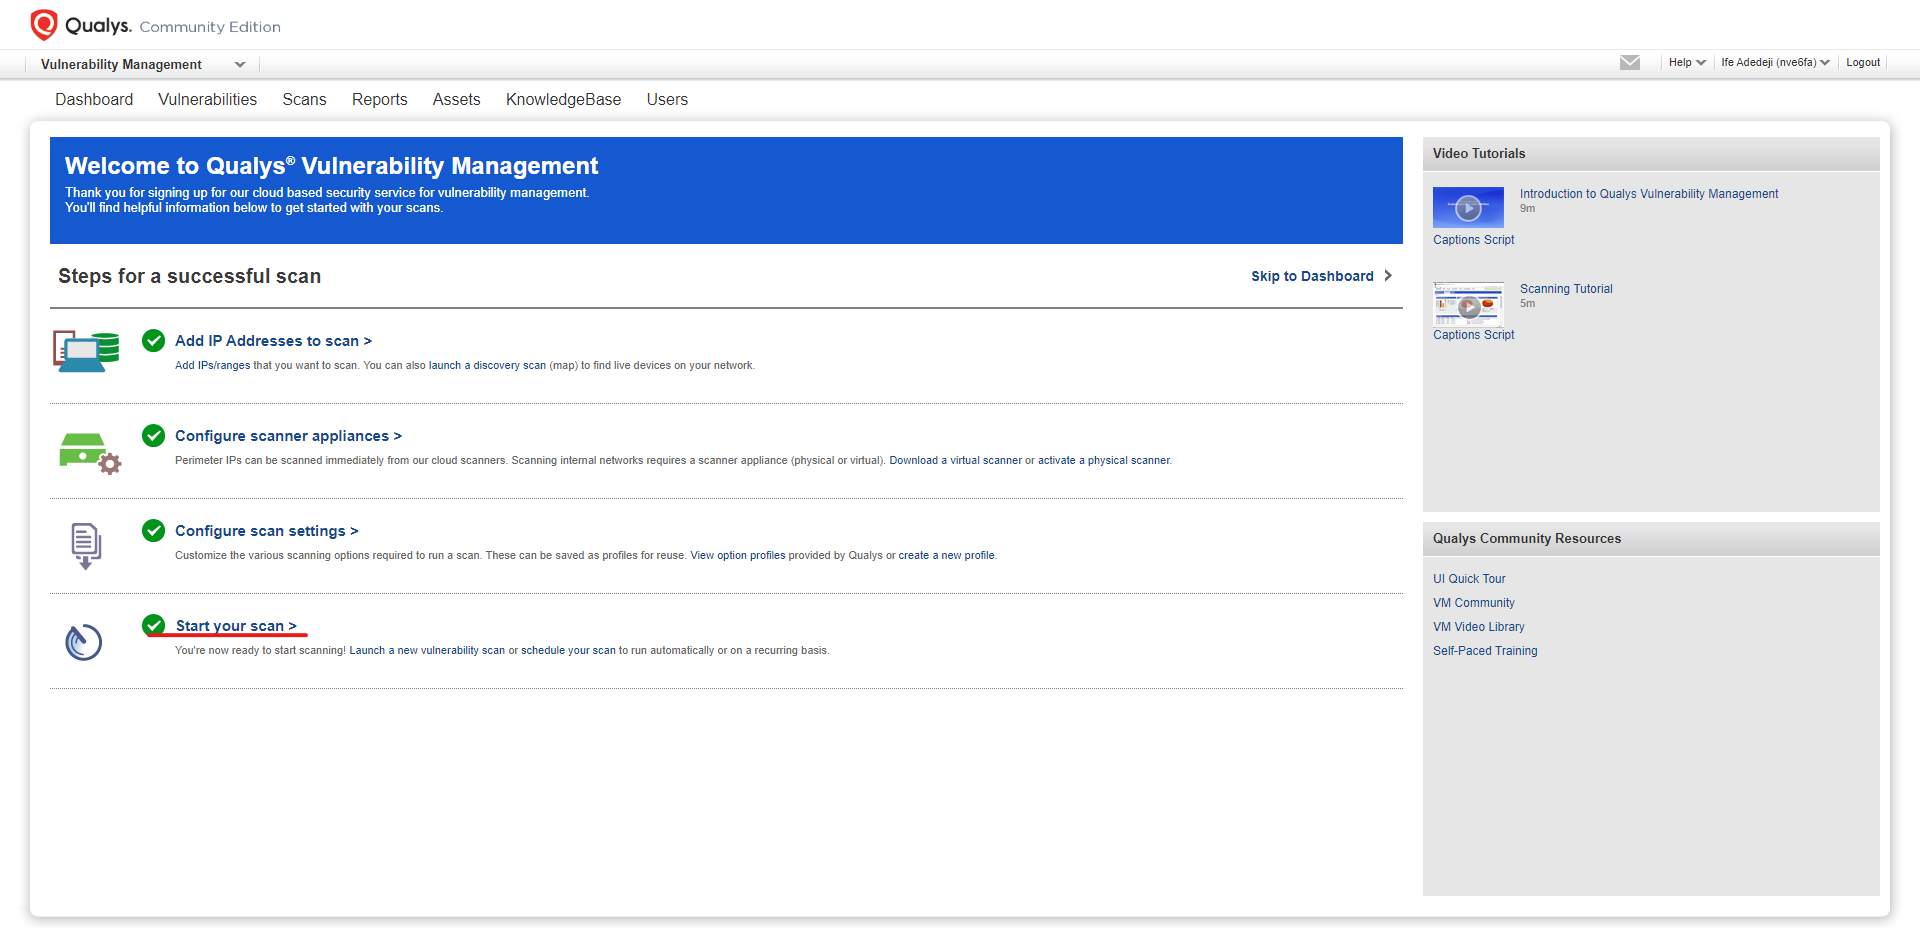 Qualys. Community Edition
Vulnerability Management
Help
Ife Adedeji (nve6fa)
Logout
Dashboard Vulnerabilities Scans Reports Assets KnowledgeBase Users
Welcome to Qualys® Vulnerability Management
Thank you for signing up for our cloud based security service for vulnerability management.
You'll find helpful information below to get started with your scans.
Steps for a successful scan
Skip to Dashboard
Add IP Addresses to scan >
Add IPs/ranges that you want to scan. You can also launch a discovery scan (map) to find live devices on your network.
Configure scanner appliances >
Perimeter IPs can be scanned immediately from our cloud scanners. Scanning internal networks requires a scanner appliance (physical or virtual). Download a virtual scanner or activate a physical scanner.
Configure scan settings >
Customize the various scanning options required to run a scan. These can be saved as profiles for reuse. View option profiles provided by Qualys or create a new profile.
Start your scan >
You're now ready to start scanning! Launch a new vulnerability scan or schedule your scan to run automatically or on a recurring basis.
Video Tutorials
Introduction to Qualys Vulnerability Management
9m
Captions Script
Scanning Tutorial
5m
Captions Script
Qualys Community Resources
UI Quick Tour
VM Community
VM Video Library
Self-Paced Training